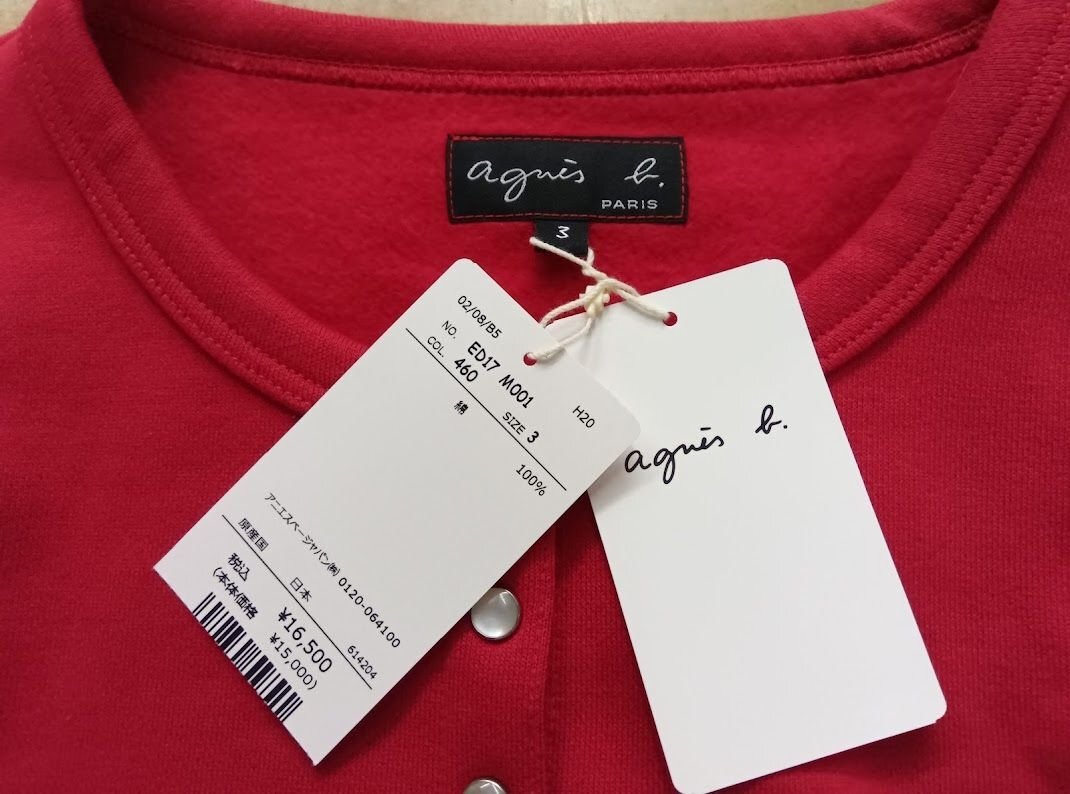 agnès b.
PARIS
3
02/08/B5
NO. ED17 M001 H20
COL. 460 SIZE 3
綿 100%
アニエスベージャパン㈱ 0120-064100
原産国 日本 614204
税込 ¥16,500
(本体価格 ¥15,000)
agnès b.